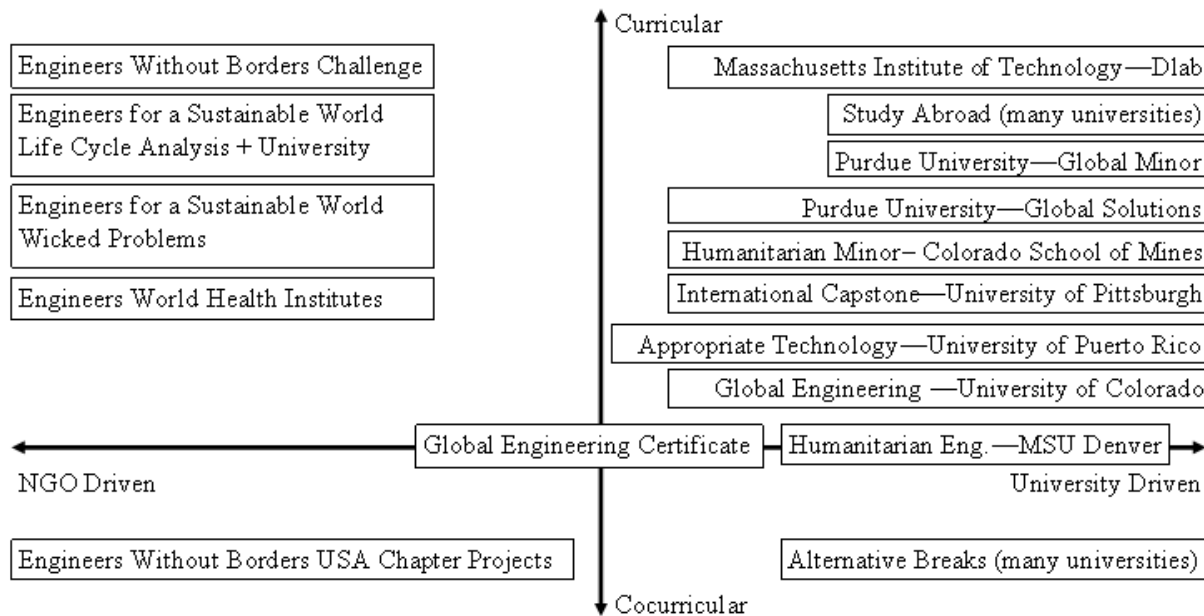 Curricular
Engineers Without Borders Challenge
Massachusetts Institute of Technology—Dlab
Engineers for a Sustainable World
Life Cycle Analysis + University
Study Abroad (many universities)
Purdue University—Global Minor
Engineers for a Sustainable World
Wicked Problems
Purdue University—Global Solutions
Humanitarian Minor– Colorado School of Mines
Engineers World Health Institutes
International Capstone—University of Pittsburgh
Appropriate Technology—University of Puerto Rico
Global Engineering —University of Colorado
Global Engineering Certificate
Humanitarian Eng.—MSU Denver
NGO Driven
University Driven
Engineers Without Borders USA Chapter Projects
Alternative Breaks (many universities)
Cocurricular